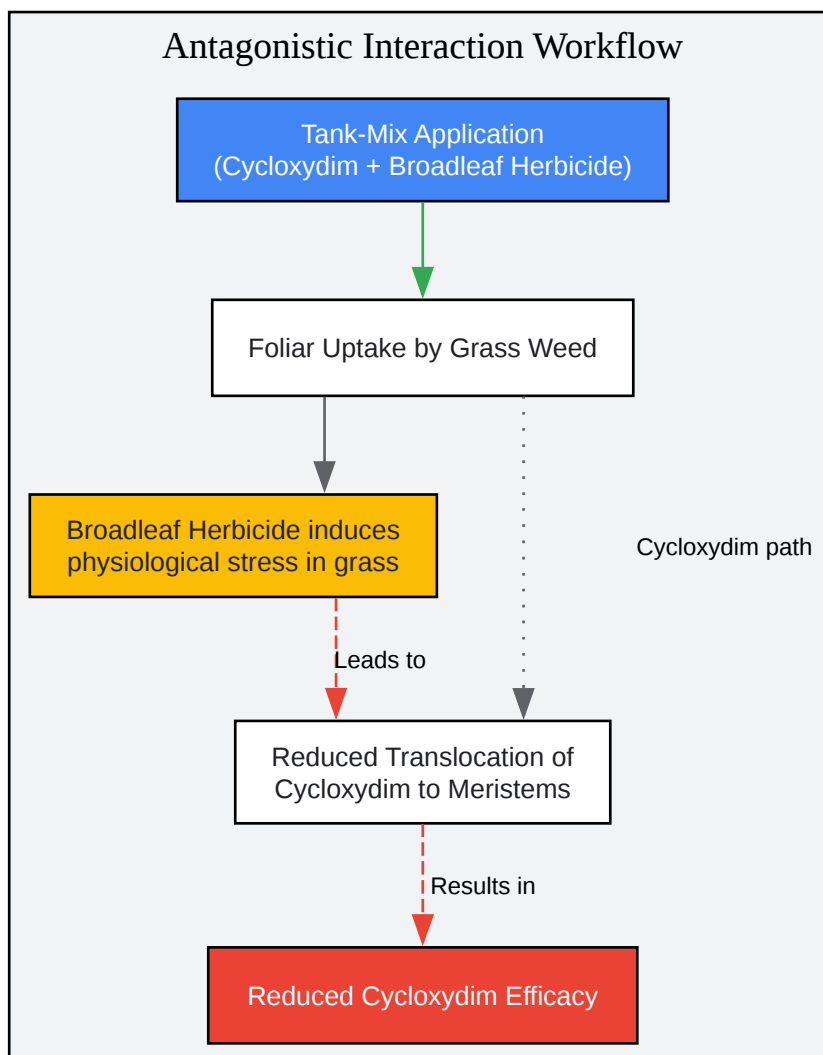 Antagonistic Interaction Workflow
Tank-Mix Application
(Cycloxydim + Broadleaf Herbicide)
Foliar Uptake by Grass Weed
Broadleaf Herbicide induces
physiological stress in grass
Cycloxydim path
Leads to
Reduced Translocation of
Cycloxydim to Meristems
Results in
Reduced Cycloxydim Efficacy